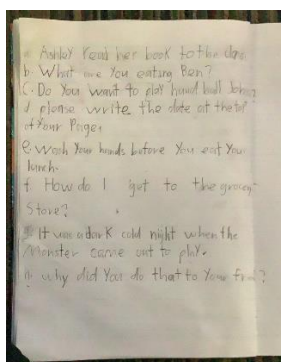 a. Ashley read her book to the class
b. What are You eating Ben?
C. Do You want to play hand ball John?
d. please write the date at the top
of Your Page.
e. Wash Your hands before You eat You
lunch.
f. How do I get to the grocery
Store?
g. It was a dark cold night when the
Monster came out to play.
h. why did You do that to Your